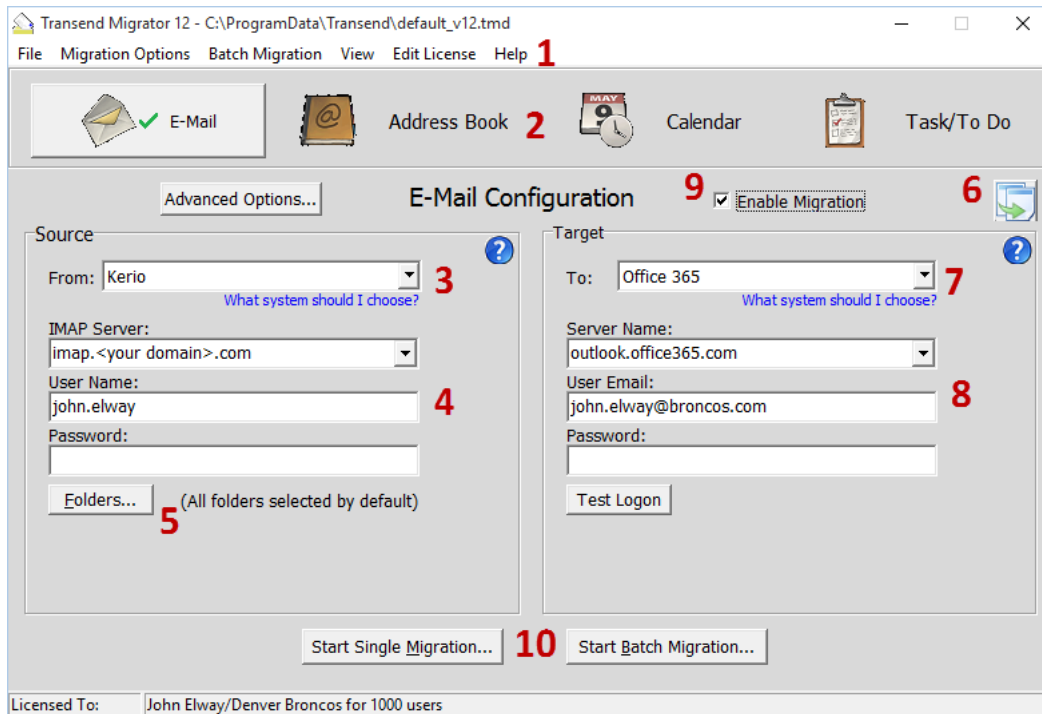 Transend Migrator 12 - C:\ProgramData\Transend\default_v12.tmd
File Migration Options Batch Migration View Edit License Help 1
MAY
9
E-Mail Address Book 2 Calendar Task/To Do
Advanced Options... E-Mail Configuration 9 Enable Migration 6
Source
?
From: Kerio 3
What system should I choose?
IMAP Server:
imap.<your domain>.com
User Name:
john.elway 4
Password:
Folders... (All folders selected by default)
5
Target
?
To: Office 365 7
What system should I choose?
Server Name:
outlook.office365.com
User Email:
john.elway@broncos.com 8
Password:
Test Logon
Start Single Migration... 10 Start Batch Migration...
Licensed To: John Elway/Denver Broncos for 1000 users